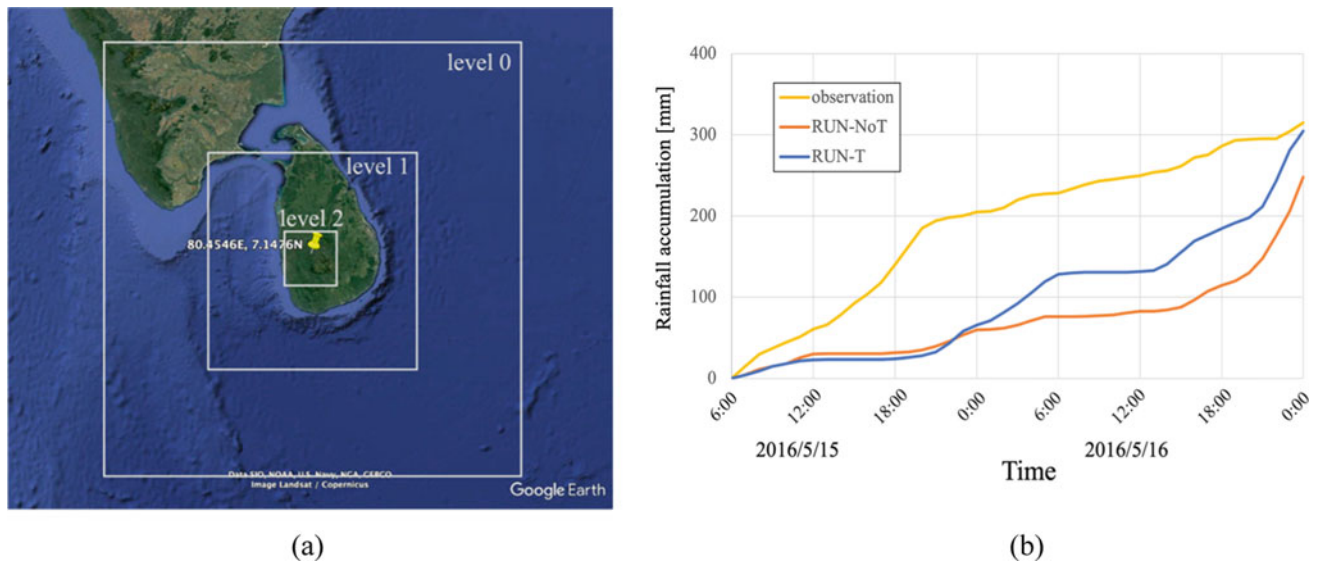 level 0
level 1
level 2
80.4546E, 7.1476N
Data SIO, NOAA, U.S. Navy, NGA, GEBCO
Image Landsat / Copernicus
Google Earth
(a)
400
300
200
100
0
Rainfall accumulation [mm]
observation
RUN-NoT
RUN-T
6:00
12:00
18:00
0:00
6:00
12:00
18:00
0:00
2016/5/15
2016/5/16
Time
(b)